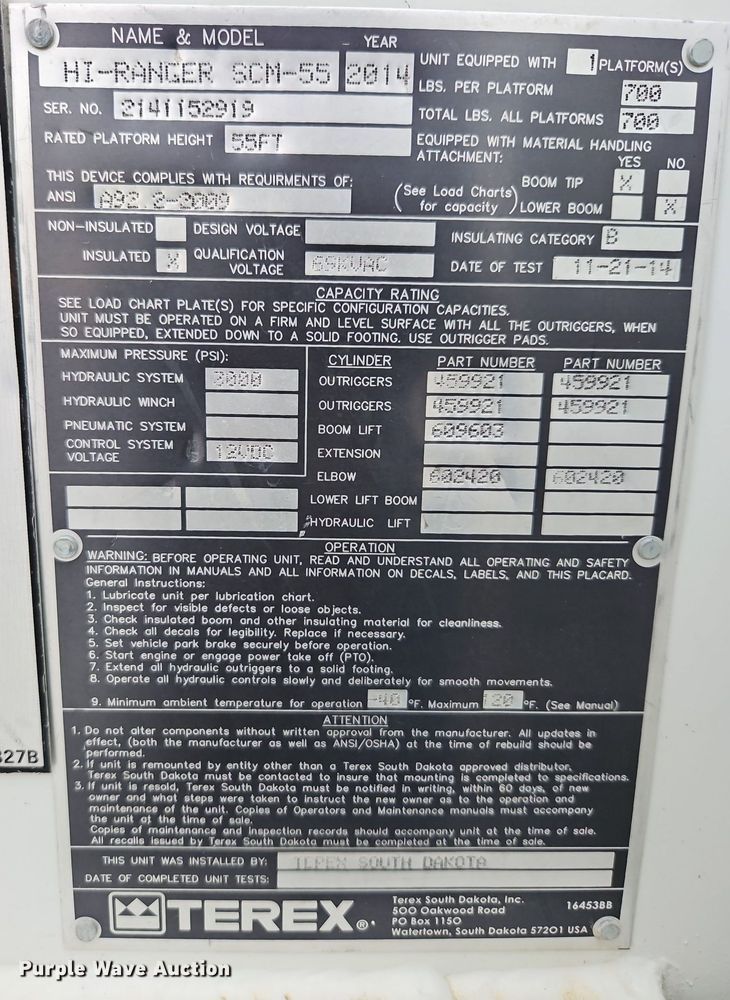 NAME & MODEL YEAR
HI-RANGER SCM-55 2014
UNIT EQUIPPED WITH 1 PLATFORM(S)
LBS. PER PLATFORM 700
SER. NO. 2141152919
TOTAL LBS. ALL PLATFORMS 700
RATED PLATFORM HEIGHT 55FT
EQUIPPED WITH MATERIAL HANDLING
ATTACHMENT: YES NO
THIS DEVICE COMPLIES WITH REQUIRMENTS OF:
ANSI A92.2-2009
(See Load Charts for capacity)
BOOM TIP X
LOWER BOOM X
NON-INSULATED DESIGN VOLTAGE
INSULATING CATEGORY B
INSULATED X QUALIFICATION VOLTAGE 69KVAC
DATE OF TEST 11-21-14
CAPACITY RATING
SEE LOAD CHART PLATE(S) FOR SPECIFIC CONFIGURATION CAPACITIES.
UNIT MUST BE OPERATED ON A FIRM AND LEVEL SURFACE WITH ALL THE OUTRIGGERS, WHEN
SO EQUIPPED, EXTENDED DOWN TO A SOLID FOOTING. USE OUTRIGGER PADS.
MAXIMUM PRESSURE (PSI):
HYDRAULIC SYSTEM 3000
HYDRAULIC WINCH
PNEUMATIC SYSTEM
CONTROL SYSTEM
VOLTAGE 12VDC
CYLINDER PART NUMBER PART NUMBER
OUTRIGGERS 459921 459921
OUTRIGGERS 459921 459921
BOOM LIFT 609603
EXTENSION
ELBOW 602420 602420
LOWER LIFT BOOM
HYDRAULIC LIFT
OPERATION
WARNING: BEFORE OPERATING UNIT, READ AND UNDERSTAND ALL OPERATING AND SAFETY
INFORMATION IN MANUALS AND ALL INFORMATION ON DECALS, LABELS, AND THIS PLACARD.
General Instructions:
1. Lubricate unit per lubrication chart.
2. Inspect for visible defects or loose objects.
3. Check insulated boom and other insulating material for cleanliness.
4. Check all decals for legibility. Replace if necessary.
5. Set vehicle park brake securely before operation.
6. Start engine or engage power take off (PTO).
7. Extend all hydraulic outriggers to a solid footing.
8. Operate all hydraulic controls slowly and deliberately for smooth movements.
9. Minimum ambient temperature for operation -40 °F. Maximum 120 °F. (See Manual)
ATTENTION
1. Do not alter components without written approval from the manufacturer. All updates in
effect, (both the manufacturer as well as ANSI/OSHA) at the time of rebuild should be
performed.
2. If unit is remounted by entity other than a Terex South Dakota approved distributor,
Terex South Dakota must be contacted to insure that mounting is completed to specifications.
3. If unit is resold, Terex South Dakota must be notified in writing, within 60 days, of new
owner and what steps were taken to instruct the new owner as to the operation and
maintenance of the unit. Copies of Operators and Maintenance manuals must accompany
the unit at the time of sale.
Copies of maintenance and inspection records should accompany unit at the time of sale.
All recalls issued by Terex South Dakota must be completed at the time of sale.
THIS UNIT WAS INSTALLED BY: TEREX SOUTH DAKOTA
DATE OF COMPLETED UNIT TESTS:
TEREX®.
Terex South Dakota, Inc.
500 Oakwood Road
PO Box 1150
Watertown, South Dakota 57201 USA
16453BB
327B
Purple Wave Auction